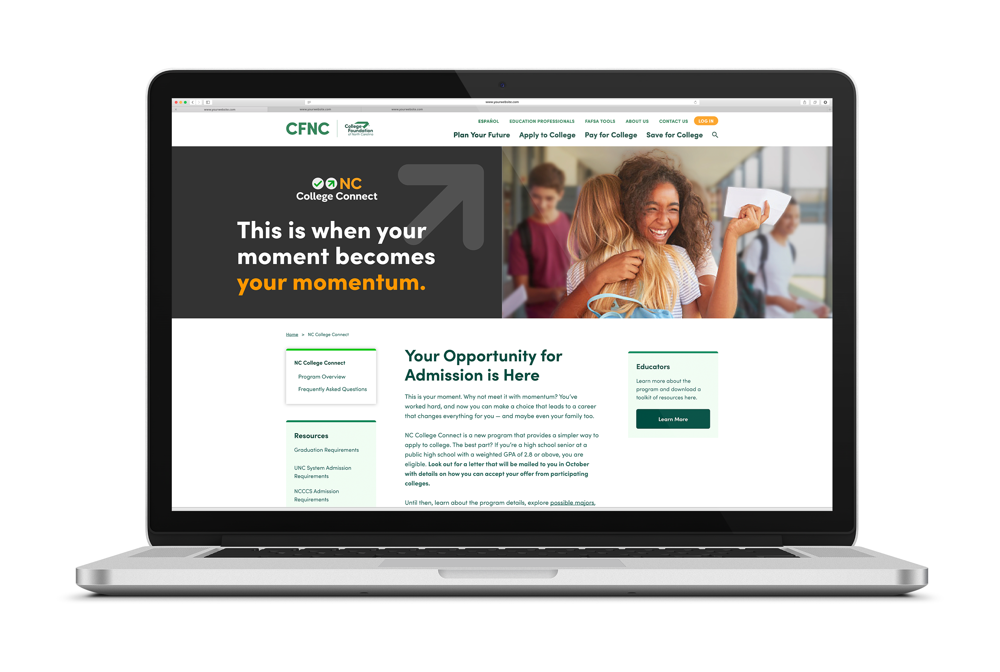 www.yourwebsite.com
www.yourwebsite.com
www.yourwebsite.com
www.yourwebsite.com
CFNC
College
Foundation
of North Carolina
ESPAÑOL
EDUCATION PROFESSIONALS
FAFSA TOOLS
ABOUT US
CONTACT US
LOG IN
Plan Your Future
Apply to College
Pay for College
Save for College
NC
College Connect
This is when your
moment becomes
your momentum.
Home > NC College Connect
NC College Connect
Program Overview
Frequently Asked Questions
Resources
Graduation Requirements
UNC System Admission
Requirements
NCCCS Admission
Requirements
Your Opportunity for
Admission is Here
This is your moment. Why not meet it with momentum? You've
worked hard, and now you can make a choice that leads to a career
that changes everything for you — and maybe even your family too.
NC College Connect is a new program that provides a simpler way to
apply to college. The best part? If you're a high school senior at a
public high school with a weighted GPA of 2.8 or above, you are
eligible. Look out for a letter that will be mailed to you in October
with details on how you can accept your offer from participating
colleges.
Until then, learn about the program details, explore possible majors,
Educators
Learn more about the
program and download a
toolkit of resources here.
Learn More